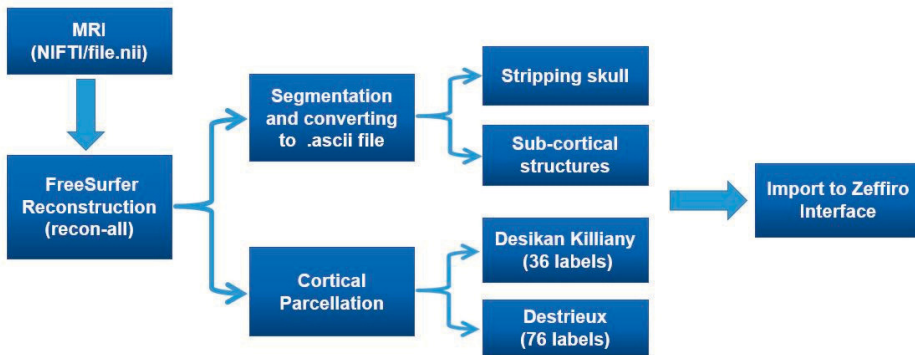 MRI
(NIFTI/file.nii)
FreeSurfer
Reconstruction
(recon-all)
Segmentation
and converting
to .ascii file
Cortical
Parcellation
Stripping skull
Sub-cortical
structures
Desikan Killiany
(36 labels)
Destrieux
(76 labels)
Import to Zeffiro
Interface